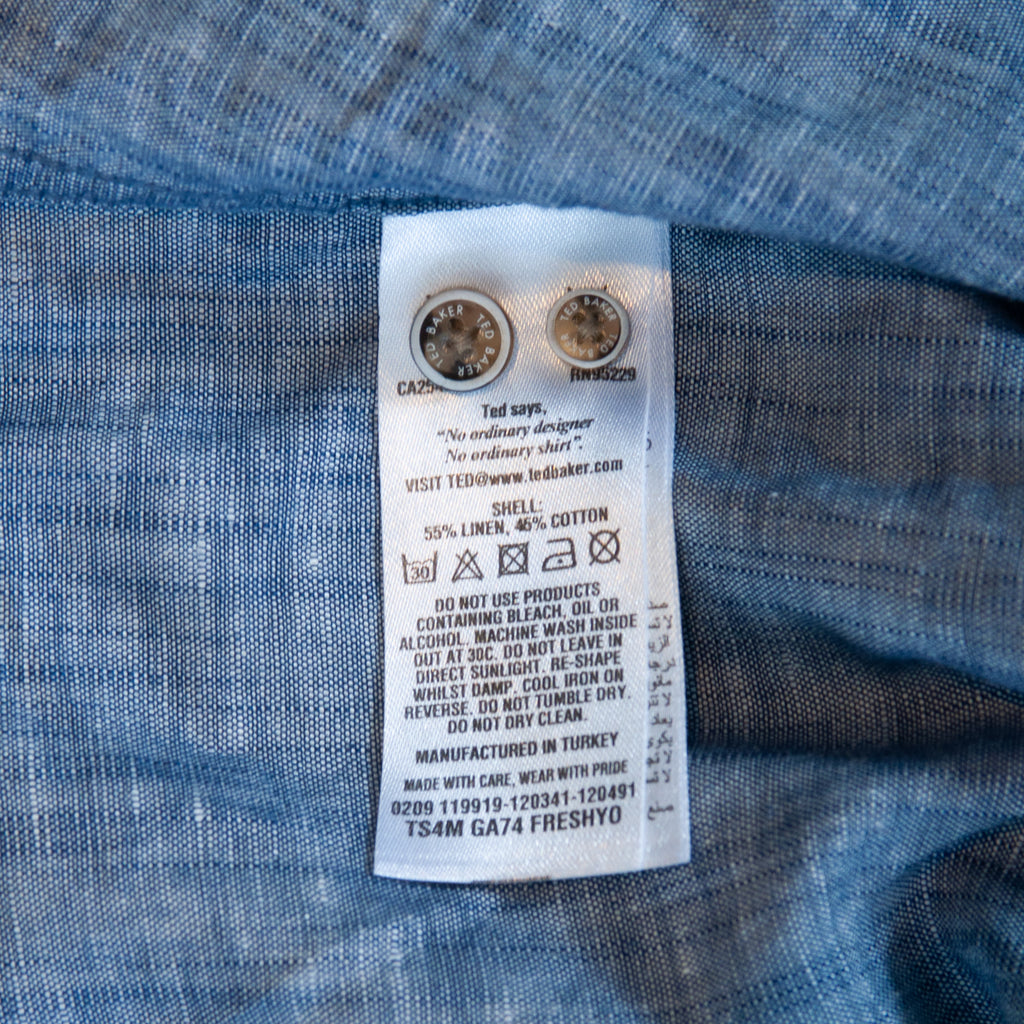 TED BAKER TED BAKER
TED BAKER TED BAKER
RN95229
Ted says,
"No ordinary designer
No ordinary shirt".
VISIT TED@www.tedbaker.com
SHELL:
55% LINEN, 45% COTTON
30
DO NOT USE PRODUCTS
CONTAINING BLEACH, OIL OR
ALCOHOL. MACHINE WASH INSIDE
OUT AT 30C. DO NOT LEAVE IN
DIRECT SUNLIGHT. RE-SHAPE
WHILST DAMP. COOL IRON ON
REVERSE. DO NOT TUMBLE DRY.
DO NOT DRY CLEAN.
MANUFACTURED IN TURKEY
MADE WITH CARE, WEAR WITH PRIDE
0209 119919-120341-120491
TS4M GA74 FRESHYO